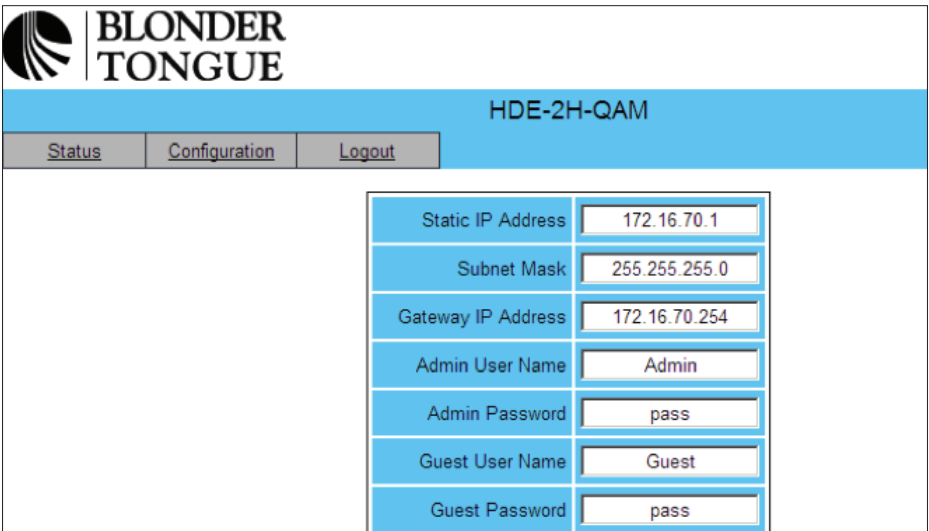 BLONDER
TONGUE
HDE-2H-QAM
Status Configuration Logout
Static IP Address 172.16.70.1
Subnet Mask 255.255.255.0
Gateway IP Address 172.16.70.254
Admin User Name Admin
Admin Password pass
Guest User Name Guest
Guest Password pass